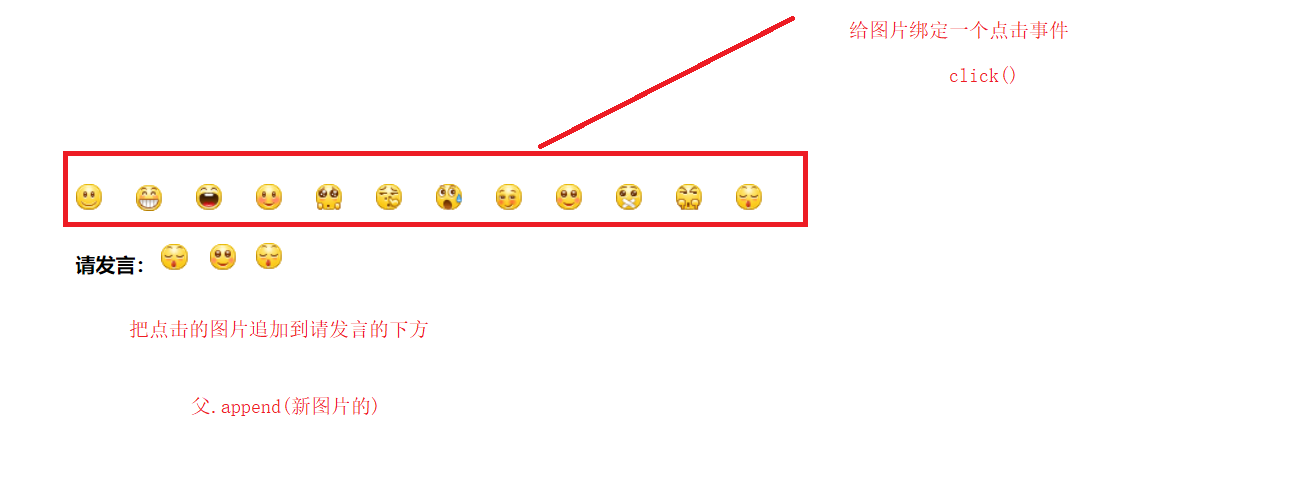 给图片绑定一个点击事件
click()
请发言：
把点击的图片追加到请发言的下方
父.append(新图片的)